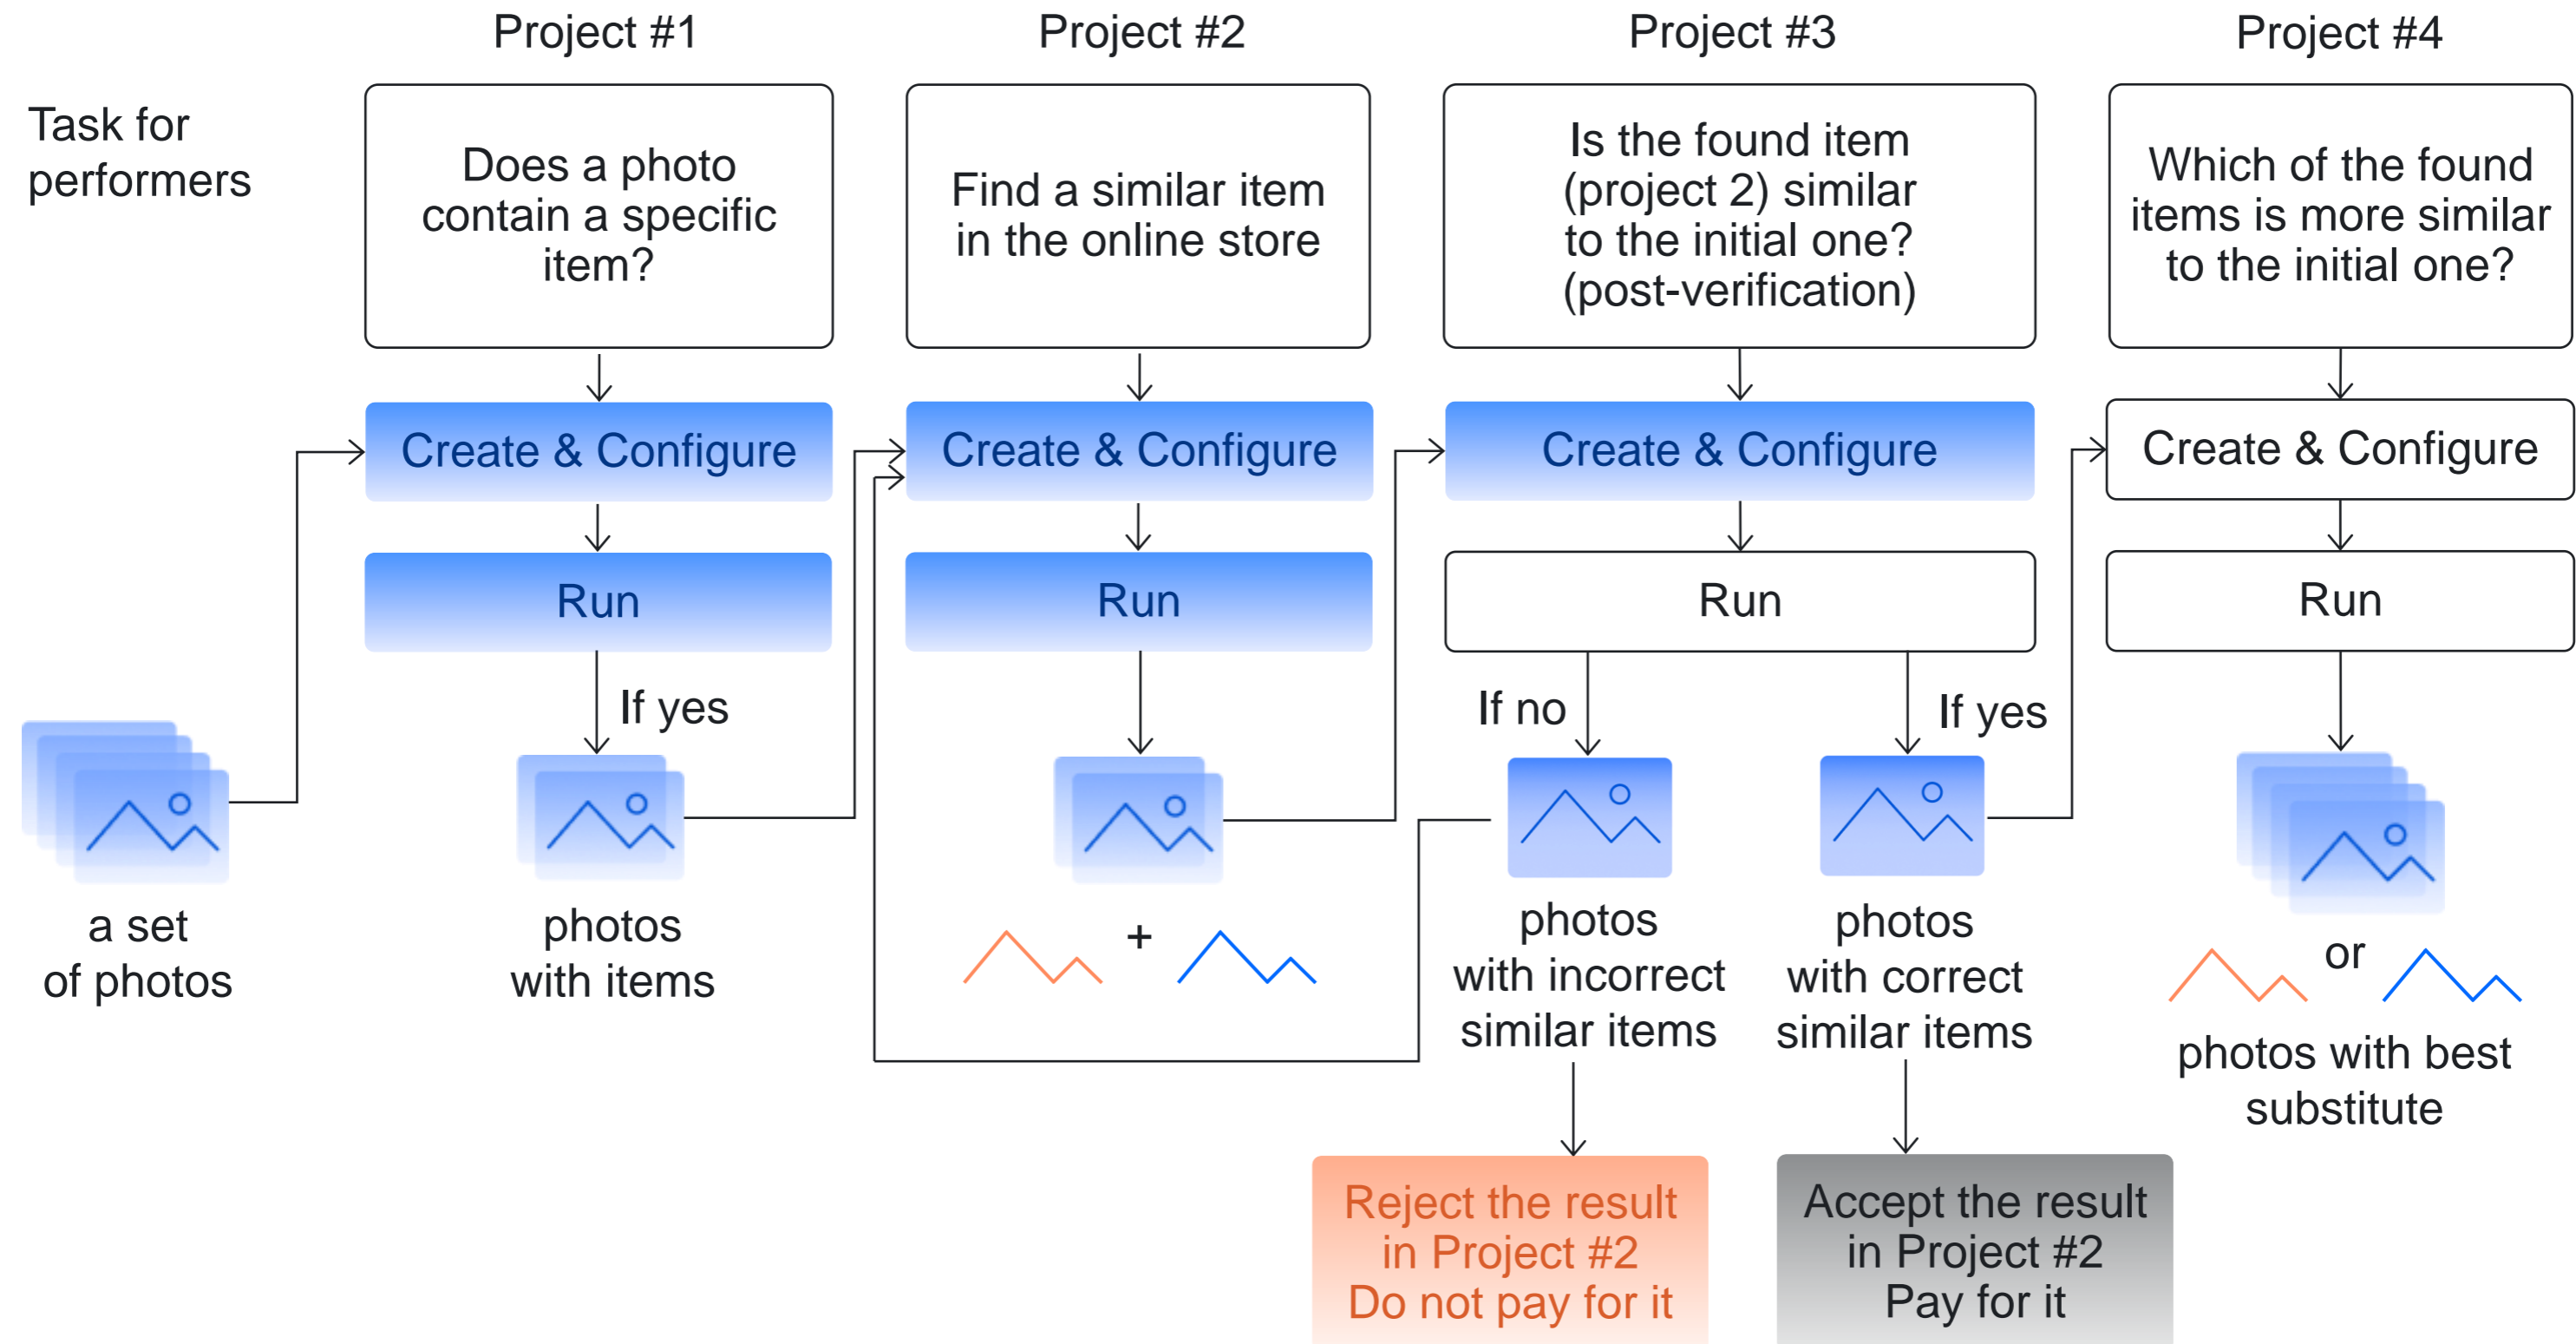 Project #1
Project #2
Project #3
Project #4
Task for
performers
Does a photo
contain a specific
item?
Find a similar item
in the online store
Is the found item
(project 2) similar
to the initial one?
(post-verification)
Which of the found
items is more similar
to the initial one?
Create & Configure
Create & Configure
Create & Configure
Create & Configure
Run
Run
Run
Run
If yes
If no
If yes
a set
of photos
photos
with items
+
photos
with incorrect
similar items
photos
with correct
similar items
or
photos with best
substitute
Reject the result
in Project #2
Do not pay for it
Accept the result
in Project #2
Pay for it